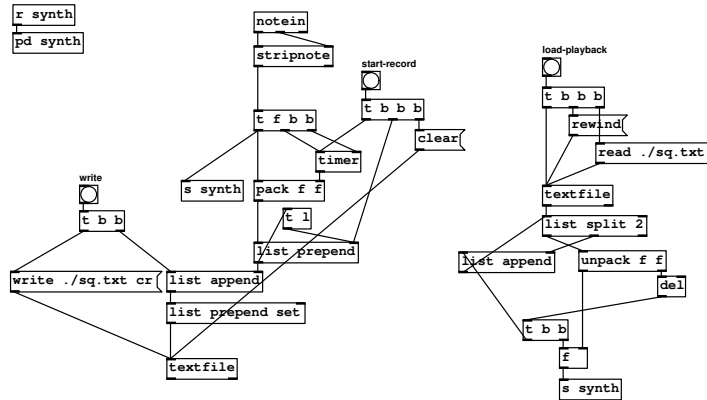 r synth
pd synth
notein
stripnote
start-record
load-playback
t b b b
t b b b
t f b b
rewind
clear
timer
read ./sq.txt
s synth
pack f f
write
textfile
t b b
t l
list split 2
list prepend
list append
unpack f f
write ./sq.txt cr
list append
del
list prepend set
t b b
f
textfile
s synth